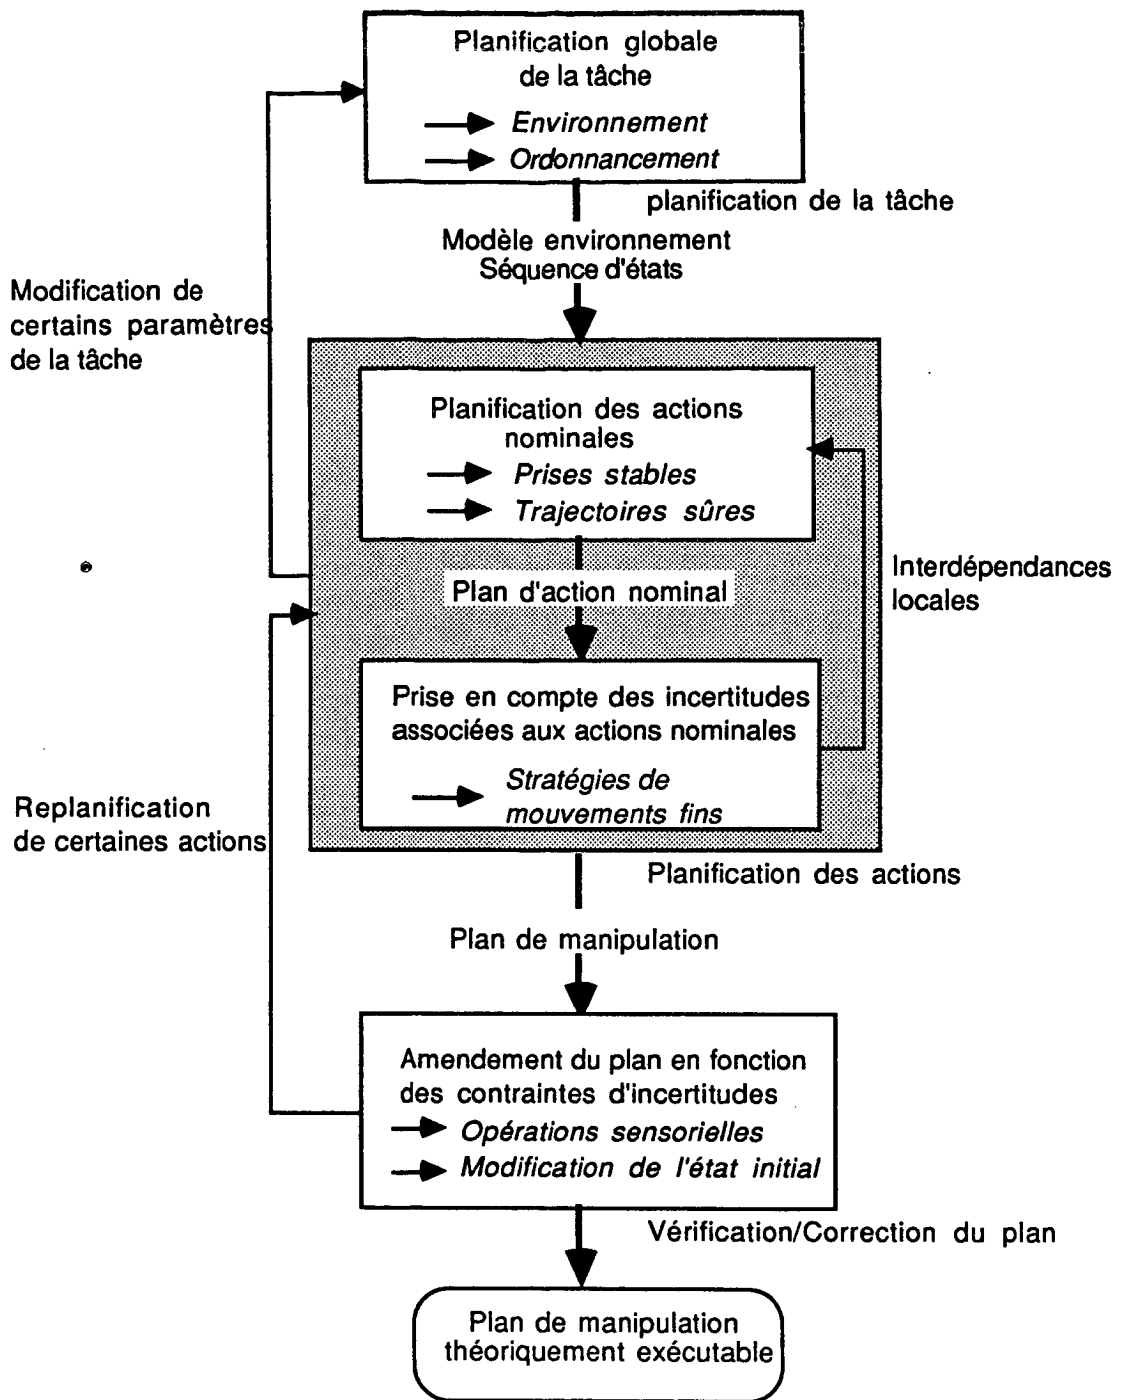 Planification globale
de la tâche
Environnement
Ordonnancement
planification de la tâche
Modèle environnement
Séquence d'états
Modification de
certains paramètres
de la tâche
Planification des actions
nominales
Prises stables
Trajectoires sûres
Interdépendances
locales
Plan d'action nominal
Prise en compte des incertitudes
associées aux actions nominales
Stratégies de
mouvements fins
Replanification
de certaines actions
Planification des actions
Plan de manipulation
Amendement du plan en fonction
des contraintes d'incertitudes
Opérations sensorielles
Modification de l'état initial
Vérification/Correction du plan
Plan de manipulation
théoriquement exécutable